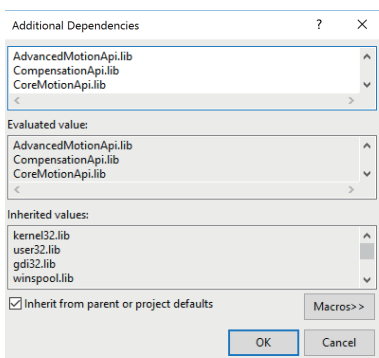 Additional Dependencies
AdvancedMotionApi.lib
CompensationApi.lib
CoreMotionApi.lib
Evaluated value:
AdvancedMotionApi.lib
CompensationApi.lib
CoreMotionApi.lib
Inherited values:
kernel32.lib
user32.lib
gdi32.lib
winspool.lib
Inherit from parent or project defaults
Macros>>
OK Cancel